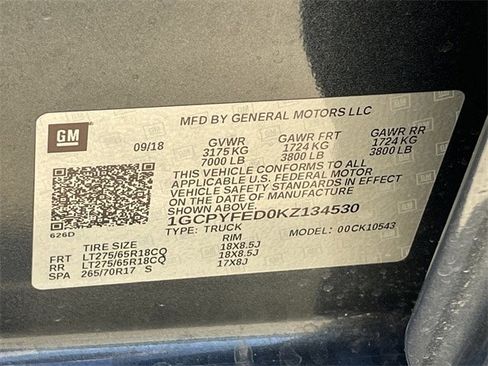 MFD BY GENERAL MOTORS LLC
GM
09/18 GVWR GAWR FRT GAWR RR
3175 KG 1724 KG 1724 KG
7000 LB 3800 LB 3800 LB
THIS VEHICLE CONFORMS TO ALL APPLICABLE
U.S. FEDERAL MOTOR VEHICLE SAFETY
STANDARDS IN EFFECT ON THE DATE OF
MANUFACTURE SHOWN ABOVE.
1GCPYFED0KZ134530
626D TYPE: TRUCK MODEL: 00CK10543
TIRE SIZE RIM
FRT LT275/65R18CQ 18X8.5J
RR LT275/65R18CQ 18X8.5J
SPA 265/70R17 S 17X8J